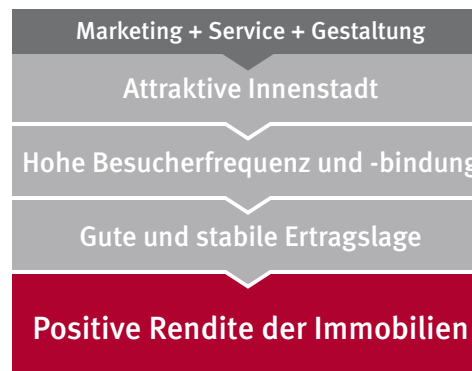 Marketing + Service + Gestaltung
Attraktive Innenstadt
Hohe Besucherfrequenz und -bindung
Gute und stabile Ertragslage
Positive Rendite der Immobilien